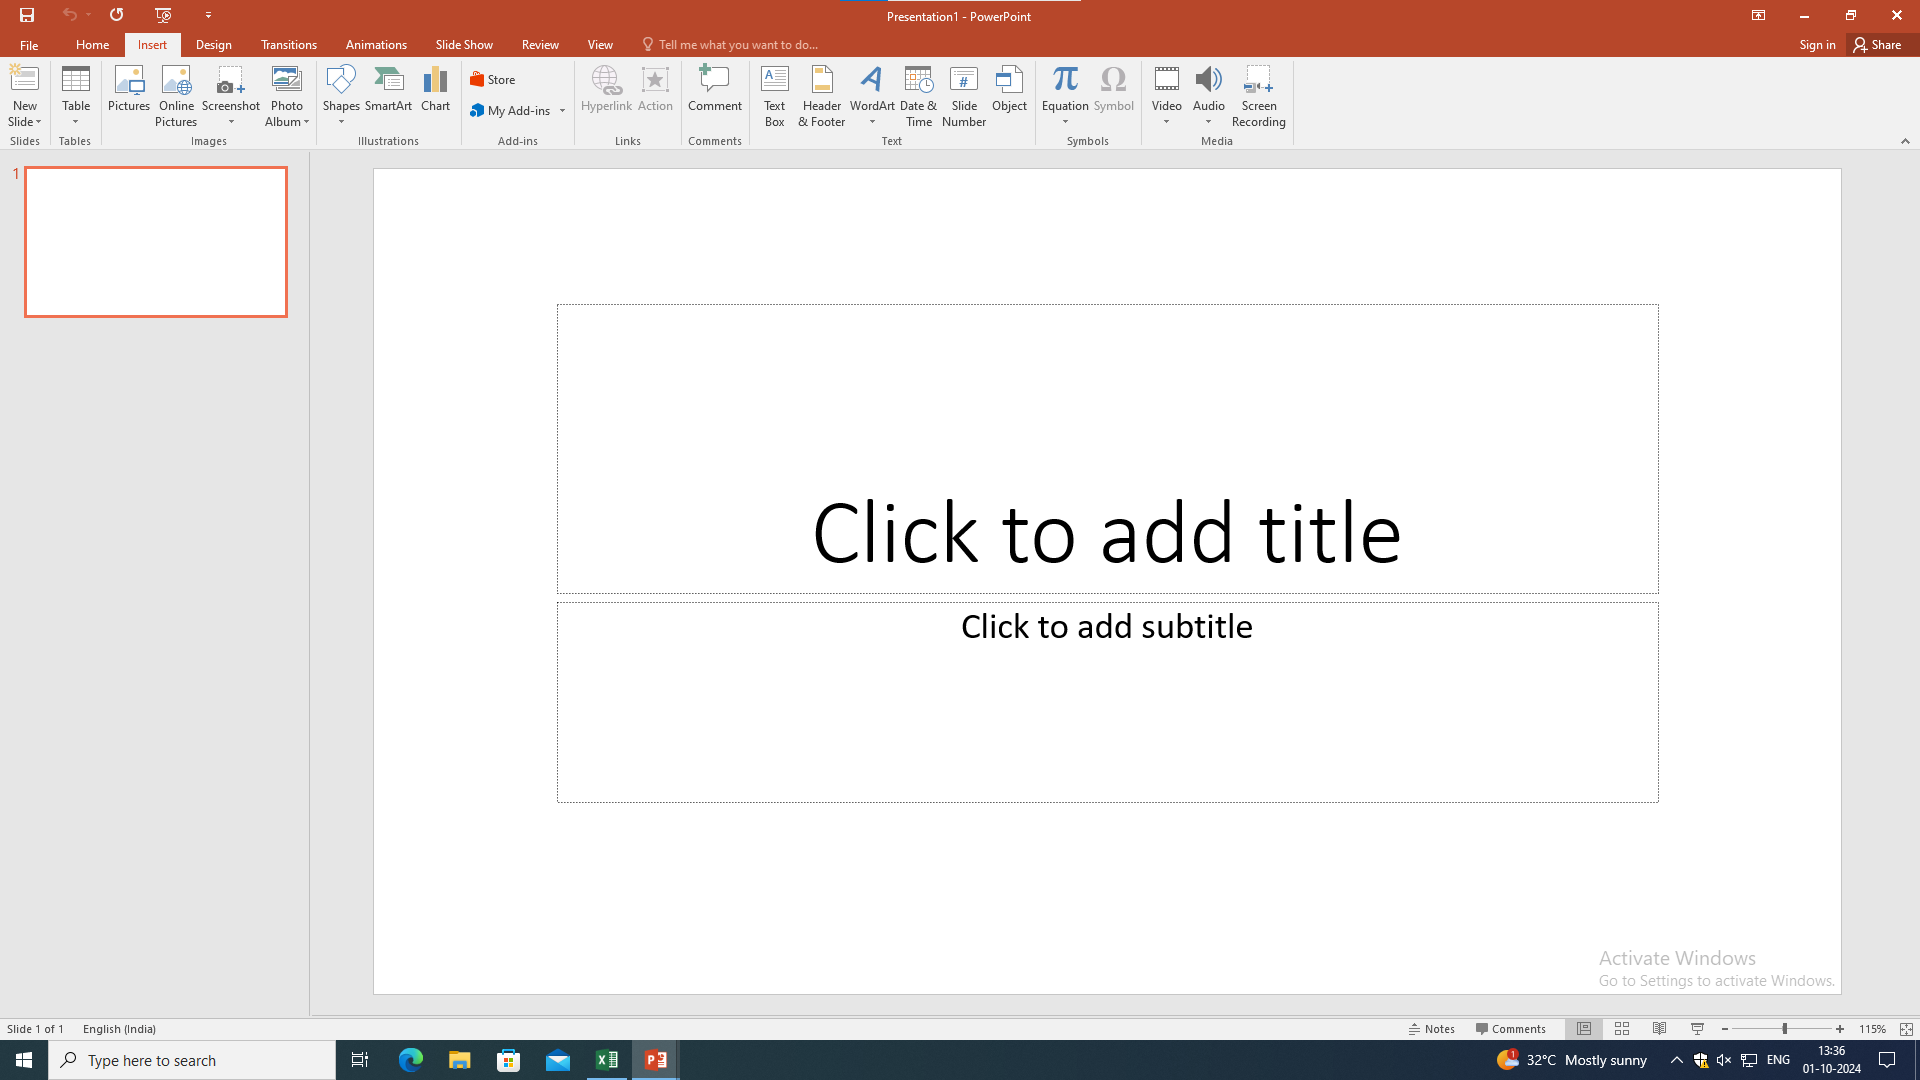 Presentation1 - PowerPoint
File Home Insert Design Transitions Animations Slide Show Review View Tell me what you want to do... Sign in Share
New Slide Table Pictures Online Pictures Screenshot Photo Album Shapes SmartArt Chart Store My Add-ins Hyperlink Action Comment Text Box Header & Footer WordArt Date & Time Slide Number Object Equation Symbol Video Audio Screen Recording
Slides Tables Images Illustrations Add-ins Links Comments Text Symbols Media
1
Click to add title
Click to add subtitle
Activate Windows
Go to Settings to activate Windows.
Slide 1 of 1 English (India) Notes Comments 115%
Type here to search 1 32°C Mostly sunny ENG 13:36
01-10-2024